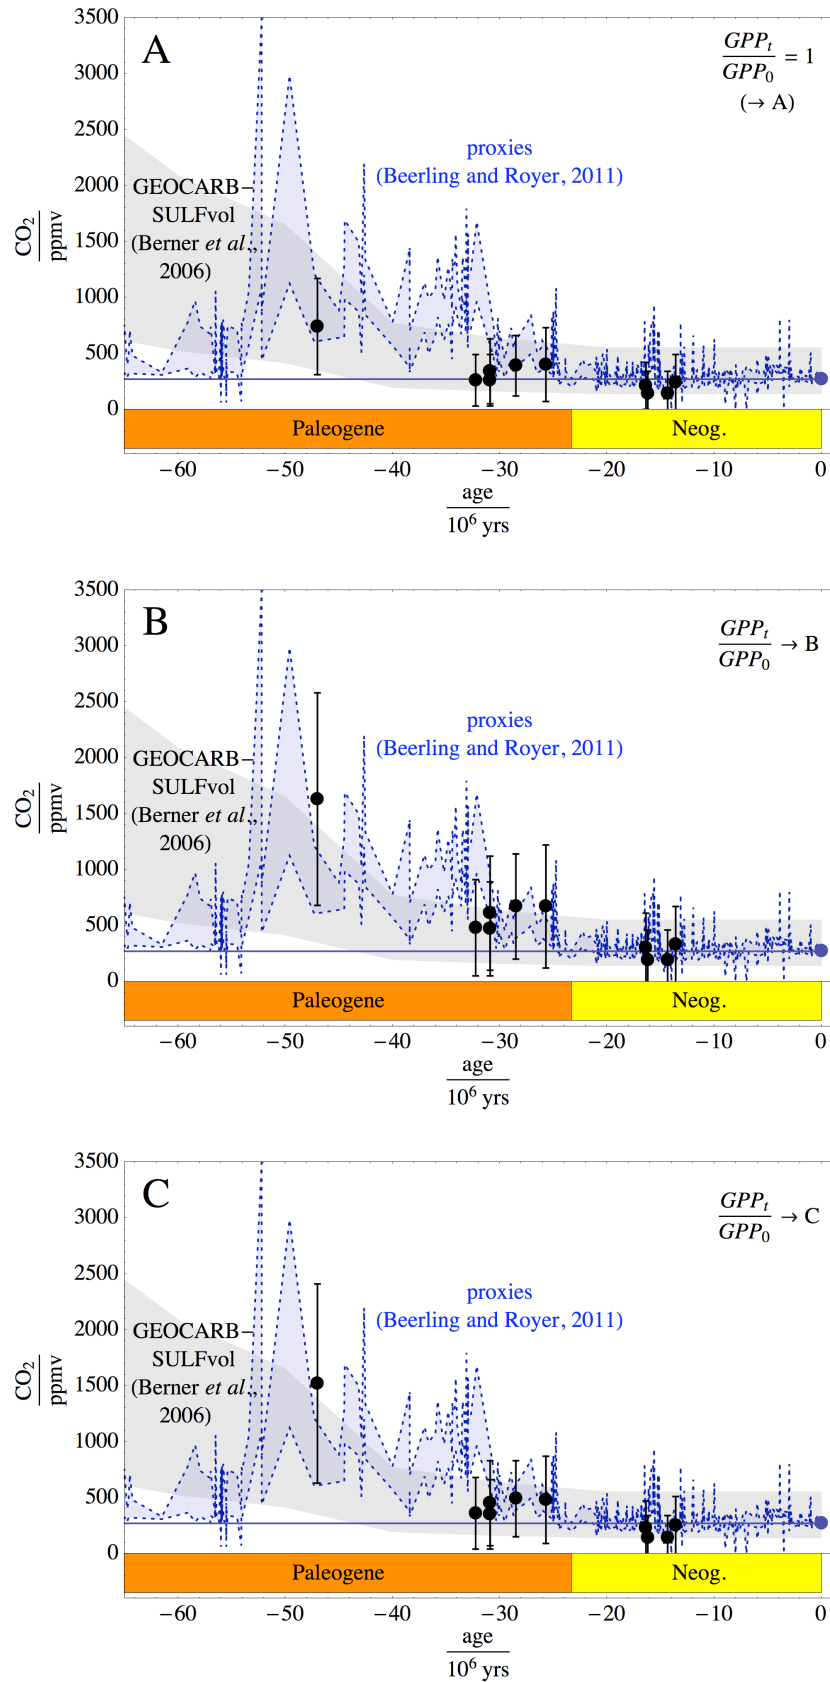 A
GPP_t
GPP_0
= 1
(→ A)
3500
3000
2500
2000
1500
1000
500
0
CO2
ppmv
proxies
(Beerling and Royer, 2011)
GEOCARB–
SULFvol
(Berner et al.,
2006)
Paleogene
Neog.
−60
−50
−40
−30
−20
−10
0
age
10^6 yrs
B
GPP_t
GPP_0
→ B
3500
3000
2500
2000
1500
1000
500
0
CO2
ppmv
proxies
(Beerling and Royer, 2011)
GEOCARB–
SULFvol
(Berner et al.,
2006)
Paleogene
Neog.
−60
−50
−40
−30
−20
−10
0
age
10^6 yrs
C
GPP_t
GPP_0
→ C
3500
3000
2500
2000
1500
1000
500
0
CO2
ppmv
proxies
(Beerling and Royer, 2011)
GEOCARB–
SULFvol
(Berner et al.,
2006)
Paleogene
Neog.
−60
−50
−40
−30
−20
−10
0
age
10^6 yrs